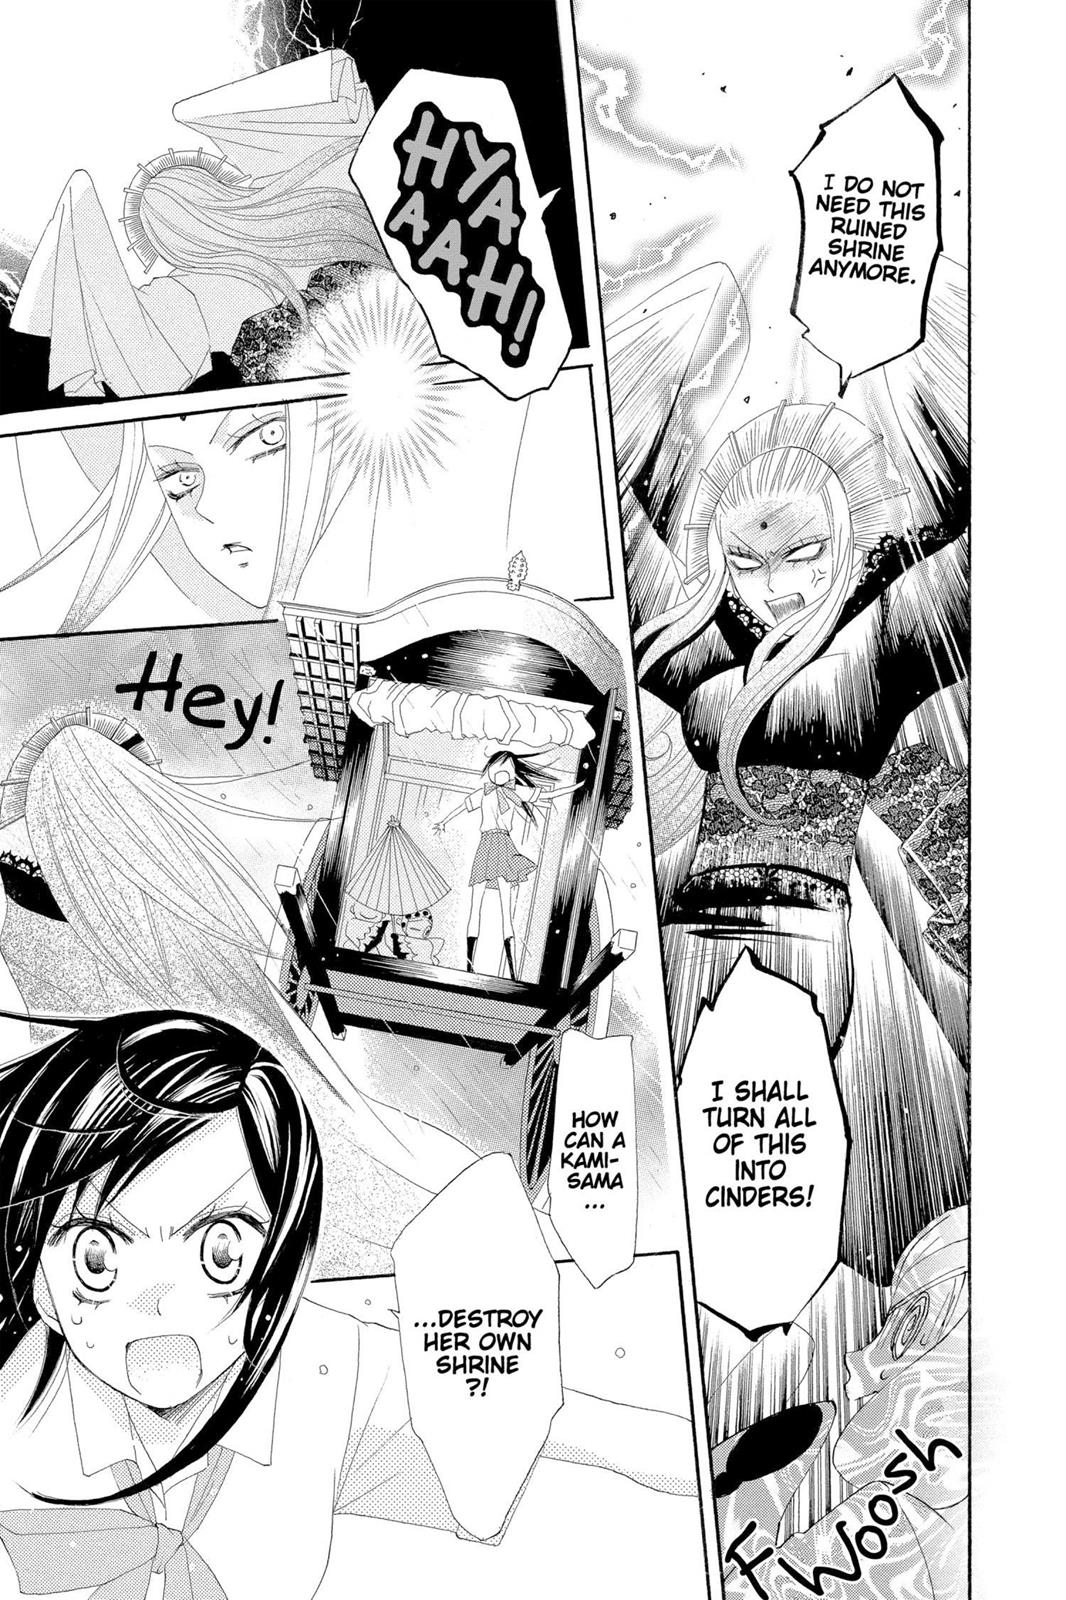 I DO NOT
NEED THIS
RUINED
SHRINE
ANYMORE.
I SHALL
TURN ALL
OF THIS
INTO
CINDERS!
FWOOSH
HYA
AAAH!
Hey!
HOW
CAN A
KAMI-
SAMA
...
...DESTROY
HER OWN
SHRINE
?!